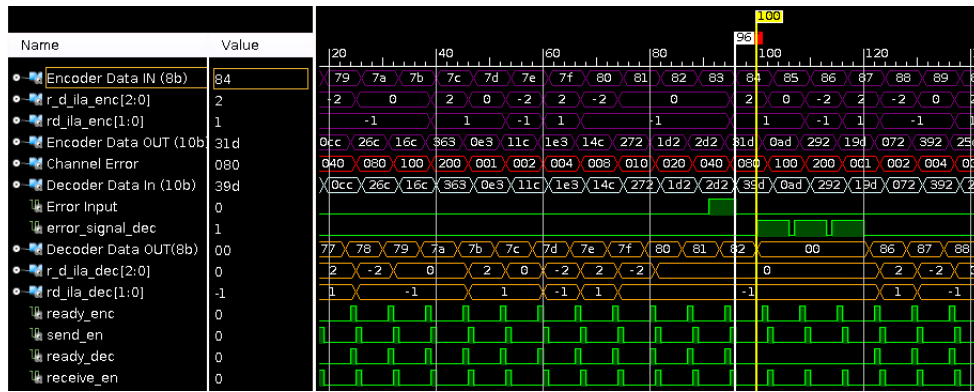 100
96
Name Value |20 |40 |60 |80 100 |120
Encoder Data IN (8b) 84 79 7a 7b 7c 7d 7e 7f 80 81 82 83 84 85 86 87 88 89
r_d_ila_enc[2:0] 2 -2 0 2 0 -2 2 -2 0 2 0 -2 2 -2 0
rd_ila_enc[1:0] 1 -1 1 -1 1 -1 1 -1 1 -1
Encoder Data OUT (10b) 31d 0cc 26c 16c 363 0e3 11c 1e3 14c 272 1d2 2d2 31d 0ad 292 19d 072 392
Channel Error 080 040 080 100 200 001 002 004 008 010 020 040 080 100 200 001 002 004
Decoder Data In (10b) 39d 0cc 26c 16c 363 0e3 11c 1e3 14c 272 1d2 2d2 39d 0ad 292 19d 072 392
Error Input 0
error_signal_dec 1
Decoder Data OUT(8b) 00 77 78 79 7a 7b 7c 7d 7e 7f 80 81 82 00 86 87 88
r_d_ila_dec[2:0] 0 2 -2 0 2 0 -2 2 -2 0 2 -2
rd_ila_dec[1:0] -1 1 -1 1 -1 1 -1 1 -1
ready_enc 0
send_en 0
ready_dec 0
receive_en 0